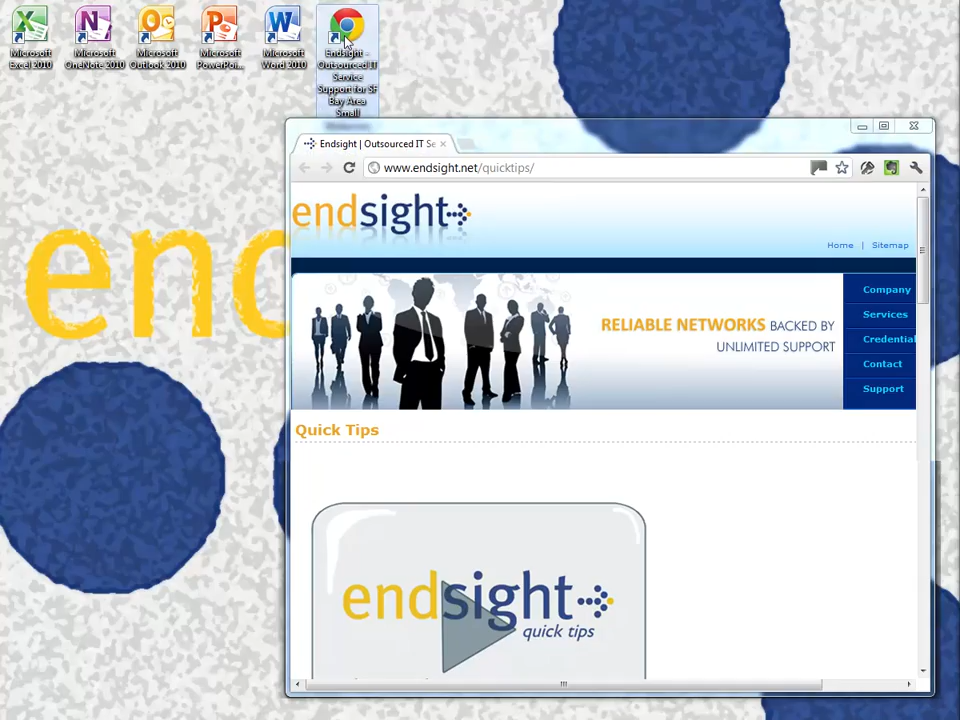 Microsoft
Excel 2010
Microsoft
OneNote 2010
Microsoft
Outlook 2010
Microsoft
PowerPoi...
Microsoft
Word 2010
Endsight -
Outsourced IT
Service
Support for SF
Bay Area
Small
Endsight | Outsourced IT Se
www.endsight.net/quicktips/
endsight
Home | Sitemap
RELIABLE NETWORKS BACKED BY
UNLIMITED SUPPORT
Company
Services
Credential
Contact
Support
Quick Tips
endsight
quick tips